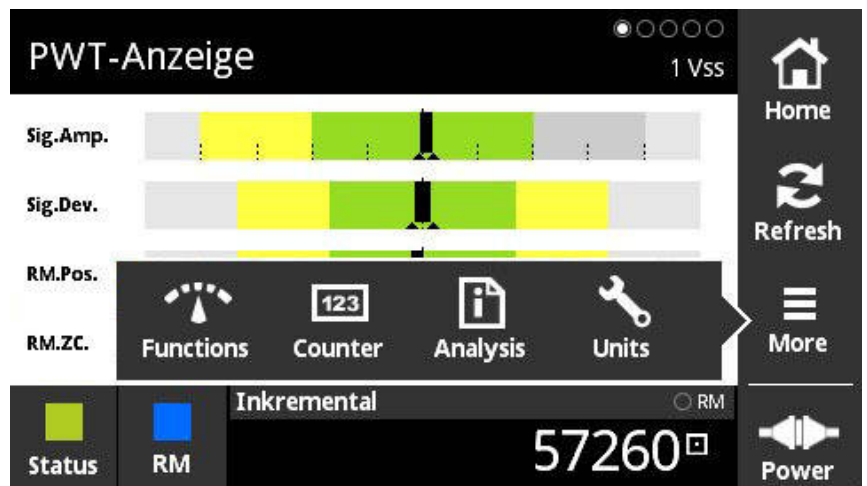 PWT-Anzeige
1 Vss
Sig.Amp.
Sig.Dev.
RM.Pos.
RM.ZC.
Functions
123
Counter
Analysis
Units
Home
Refresh
More
Power
Status
RM
Inkremental
RM
57260